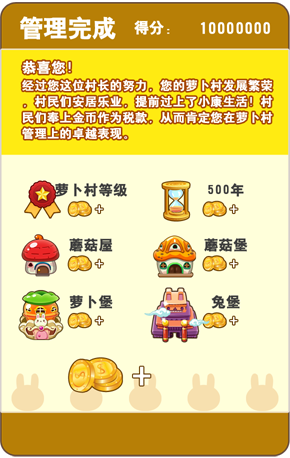 管理完成 得分： 10000000
恭喜您！
经过您这位村长的努力，您的萝卜村发展繁荣
，村民们安居乐业，提前过上了小康生活！村
民们奉上金币作为税款，从而肯定您在萝卜村
管理上的卓越表现。
萝卜村等级 500年
+ +
蘑菇屋 蘑菇堡
+ +
萝卜堡 兔堡
+ +
+